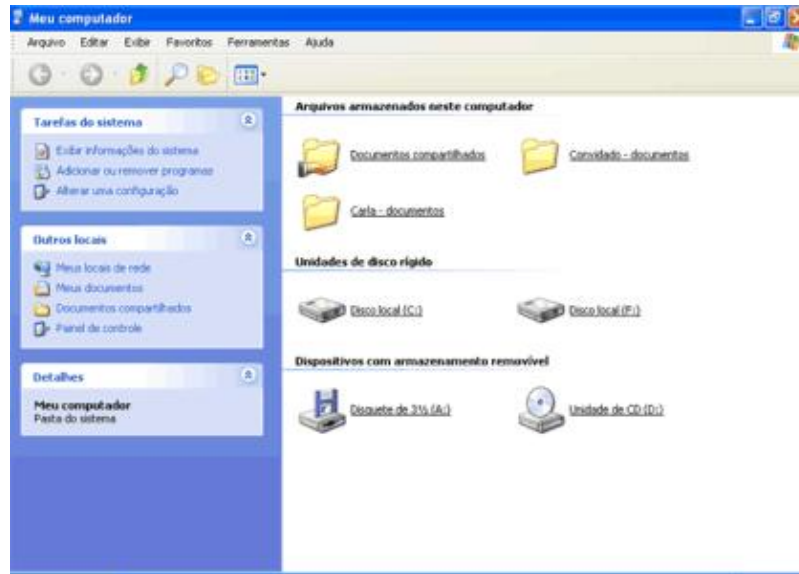 Meu computador
Arquivo Editar Exibir Favoritos Ferramentas Ajuda
Tarefas do sistema
Exibir informações do sistema
Adicionar ou remover programas
Alterar uma configuração
Outros locais
Meus locais de rede
Meus documentos
Documentos compartilhados
Painel de controle
Detalhes
Meu computador
Pasta do sistema
Arquivos armazenados neste computador
Documentos compartilhados
Convidado - documentos
Carla - documentos
Unidades de disco rígido
Disco local (C:)
Disco local (F:)
Dispositivos com armazenamento removível
Disquete de 3½ (A:)
Unidade de CD (D:)